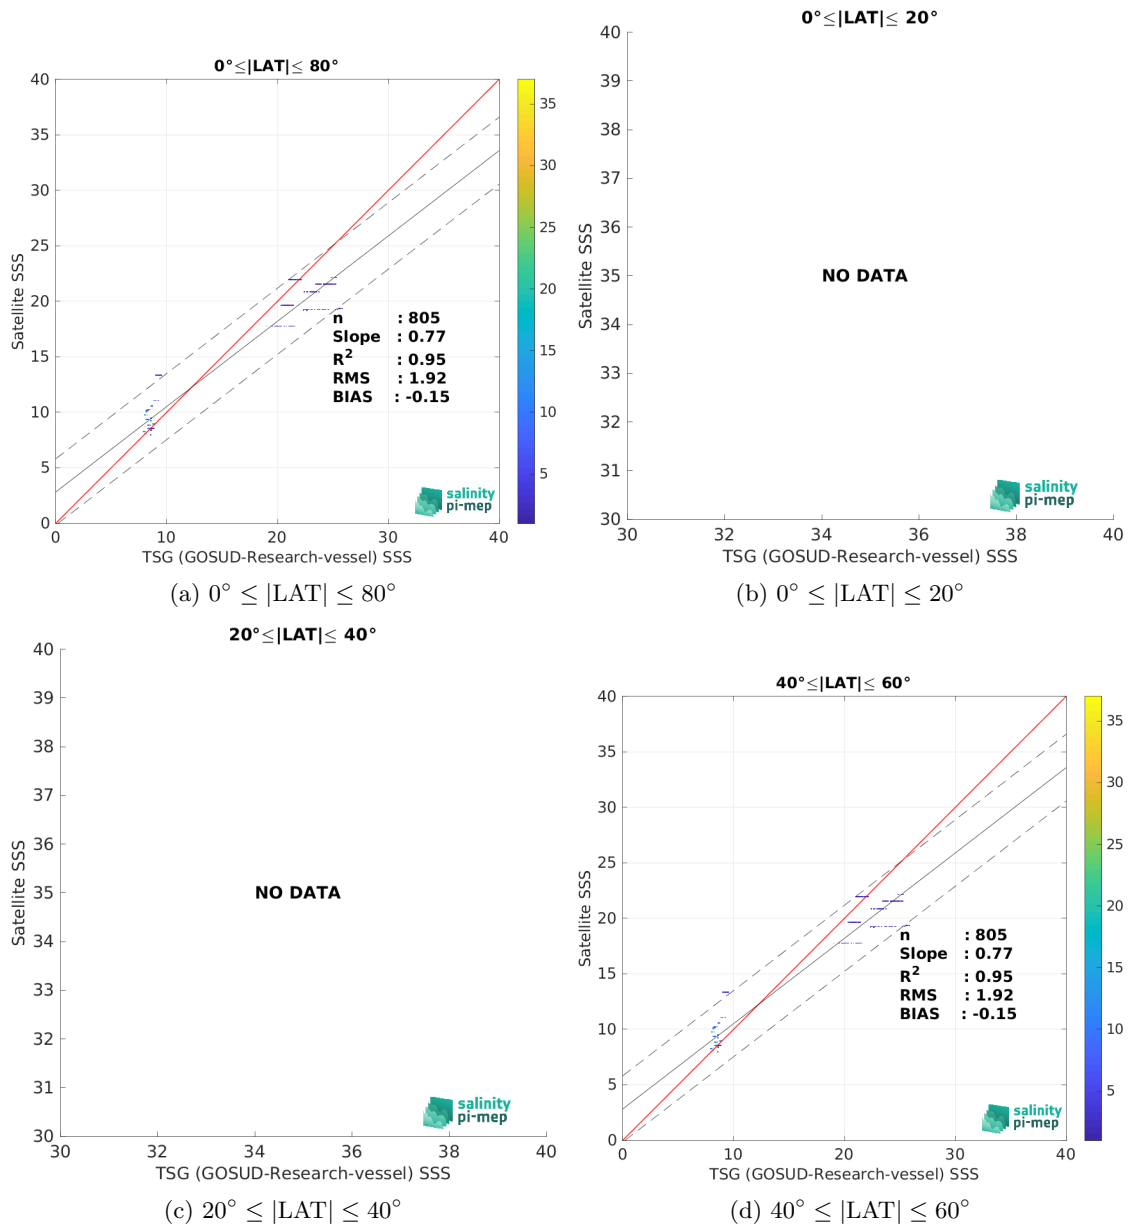 0°≤|LAT|≤ 80°
40
35
30
25
20
15
10
5
0
0
10
20
30
40
Satellite SSS
TSG (GOSUD-Research-vessel) SSS
n : 805
Slope : 0.77
R² : 0.95
RMS : 1.92
BIAS : -0.15
salinity
pi-mep
35
30
25
20
15
10
5
(a) 0° ≤ |LAT| ≤ 80°
0°≤|LAT|≤ 20°
40
39
38
37
36
35
34
33
32
31
30
30
32
34
36
38
40
Satellite SSS
NO DATA
salinity
pi-mep
TSG (GOSUD-Research-vessel) SSS
(b) 0° ≤ |LAT| ≤ 20°
20°≤|LAT|≤ 40°
40
39
38
37
36
35
34
33
32
31
30
30
32
34
36
38
40
Satellite SSS
NO DATA
salinity
pi-mep
TSG (GOSUD-Research-vessel) SSS
(c) 20° ≤ |LAT| ≤ 40°
40°≤|LAT|≤ 60°
40
35
30
25
20
15
10
5
0
0
10
20
30
40
Satellite SSS
TSG (GOSUD-Research-vessel) SSS
n : 805
Slope : 0.77
R² : 0.95
RMS : 1.92
BIAS : -0.15
salinity
pi-mep
35
30
25
20
15
10
5
(d) 40° ≤ |LAT| ≤ 60°